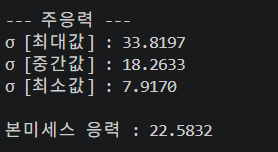 --- 주응력 ---
σ [최대값] : 33.8197
σ [중간값] : 18.2633
σ [최소값] : 7.9170
본미세스 응력 : 22.5832